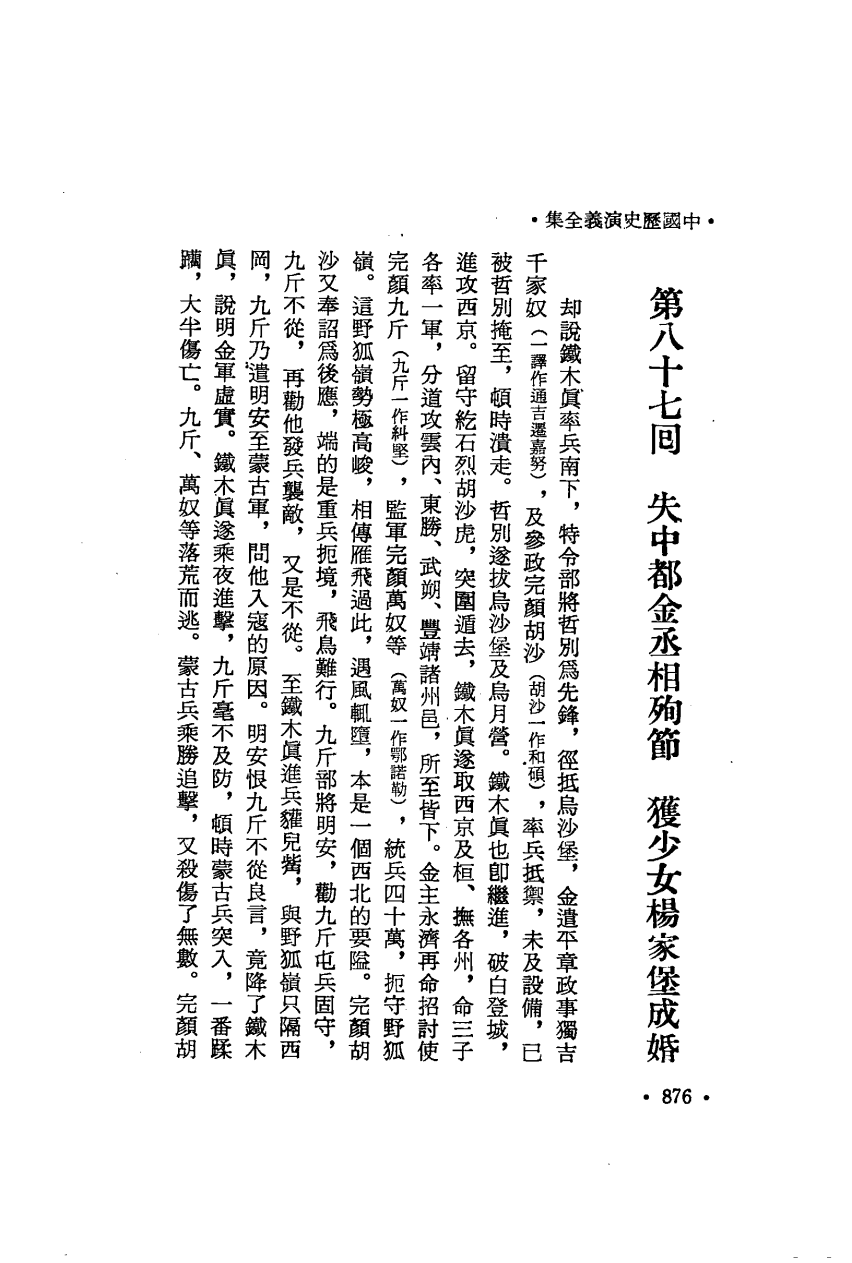 •中國歷史演義全集•
第八十七回　失中都金丞相殉節　獲少女楊家堡成婚
却說鐵木眞率兵南下，特令部將哲別爲先鋒，徑抵烏沙堡，金遣平章政事獨吉
千家奴（一譯作通吉遷嘉努），及參政完顏胡沙（胡沙一作和碩），率兵抵禦，未及設備，已
被哲別掩至，頓時潰走。哲別遂拔烏沙堡及烏月營。鐵木眞也卽繼進，破白登城，
進攻西京。留守紇石烈胡沙虎，突圍遁去，鐵木眞遂取西京及桓、撫各州，命三子
各率一軍，分道攻雲內、東勝、武朔、豐靖諸州邑，所至皆下。金主永濟再命招討使
完顏九斤（九斤一作糾堅），監軍完顏萬奴等（萬奴一作鄂諾勒），統兵四十萬，扼守野狐
嶺。這野狐嶺勢極高峻，相傳雁飛過此，遇風輒墮，本是一個西北的要隘。完顏胡
沙又奉詔爲後應，端的是重兵扼境，飛鳥難行。九斤部將明安，勸九斤屯兵固守，
九斤不從，再勸他發兵襲敵，又是不從。至鐵木眞進兵貛兒觜，與野狐嶺只隔西
岡，九斤乃遣明安至蒙古軍，問他入寇的原因。明安恨九斤不從良言，竟降了鐵木
眞，說明金軍虛實。鐵木眞遂乘夜進擊，九斤毫不及防，頓時蒙古兵突入，一番蹂
躪，大半傷亡。九斤、萬奴等落荒而逃。蒙古兵乘勝追擊，又殺傷了無數。完顏胡
•876•